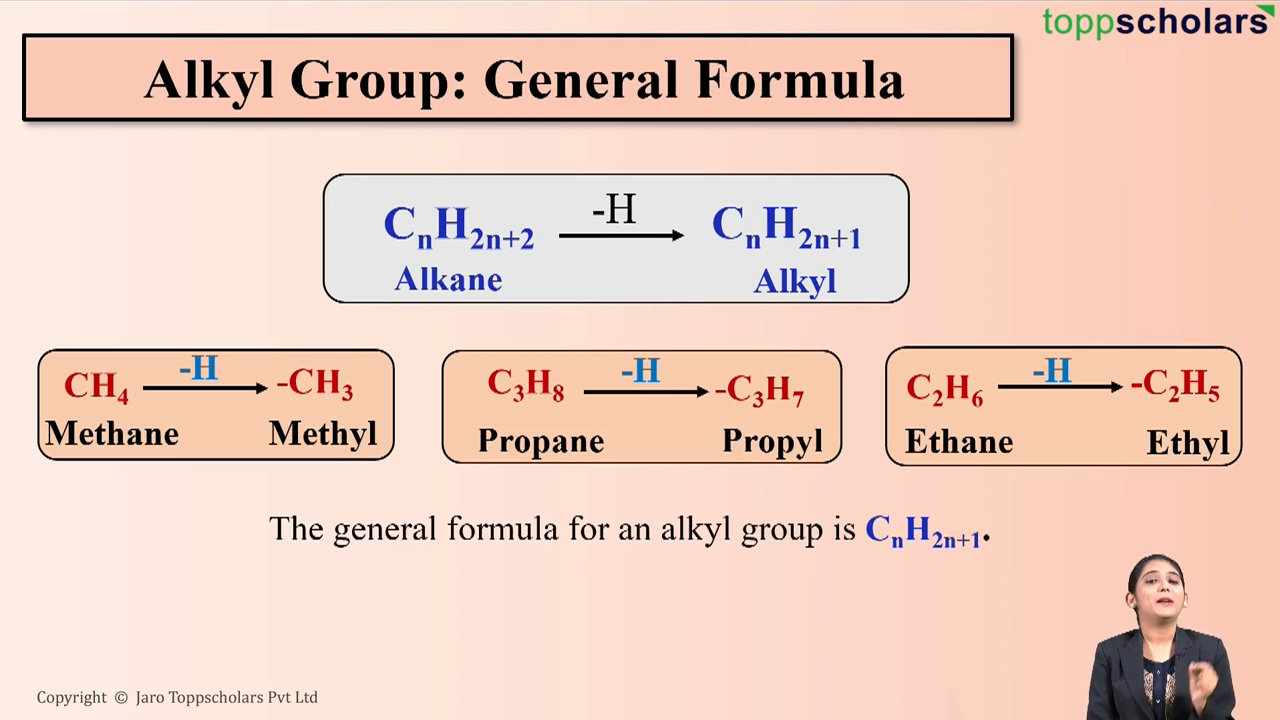 toppscholars
Alkyl Group: General Formula
-H
CₙH₂ₙ₊₂ CₙH₂ₙ₊₁
Alkane Alkyl
-H
CH₄ -CH₃
Methane Methyl
-H
C₃H₈ -C₃H₇
Propane Propyl
-H
C₂H₆ -C₂H₅
Ethane Ethyl
The general formula for an alkyl group is CₙH₂ₙ₊₁.
Copyright © Jaro Toppscholars Pvt Ltd